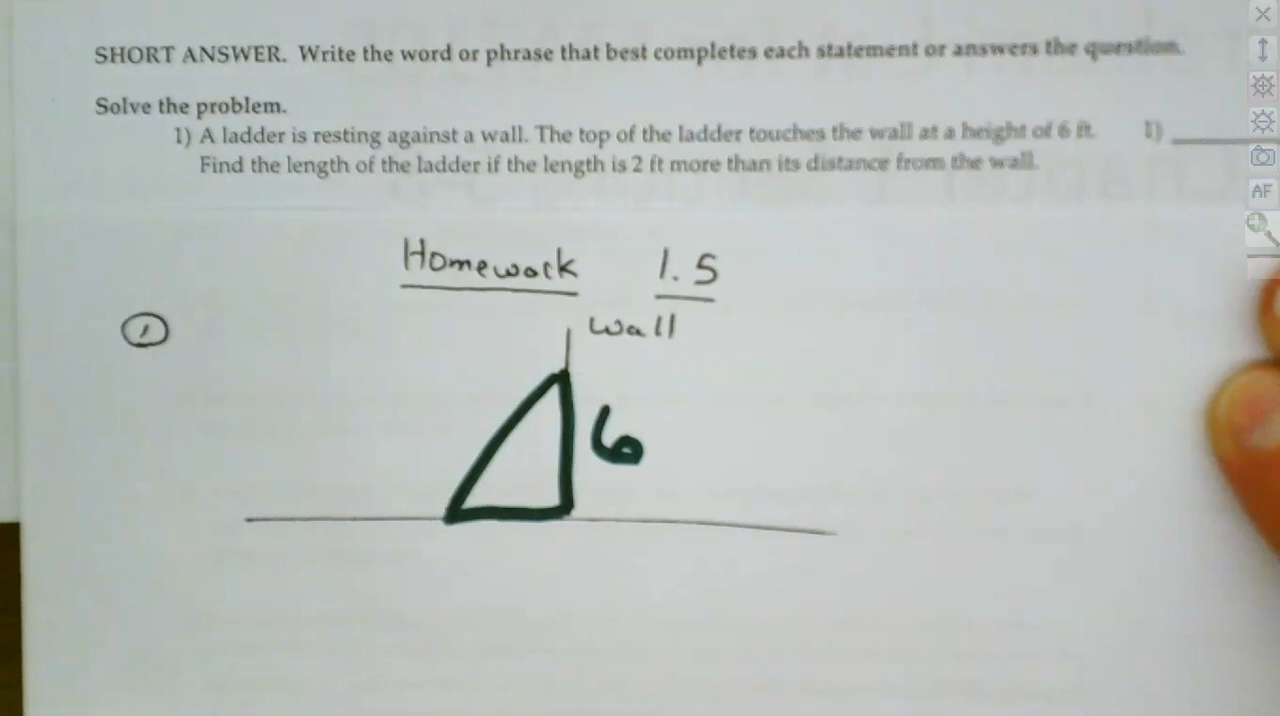 SHORT ANSWER. Write the word or phrase that best completes each statement or answers the question.
Solve the problem.
1) A ladder is resting against a wall. The top of the ladder touches the wall at a height of 6 ft. 1)
Find the length of the ladder if the length is 2 ft more than its distance from the wall.
Homework 1.5
wall
1
6
AF